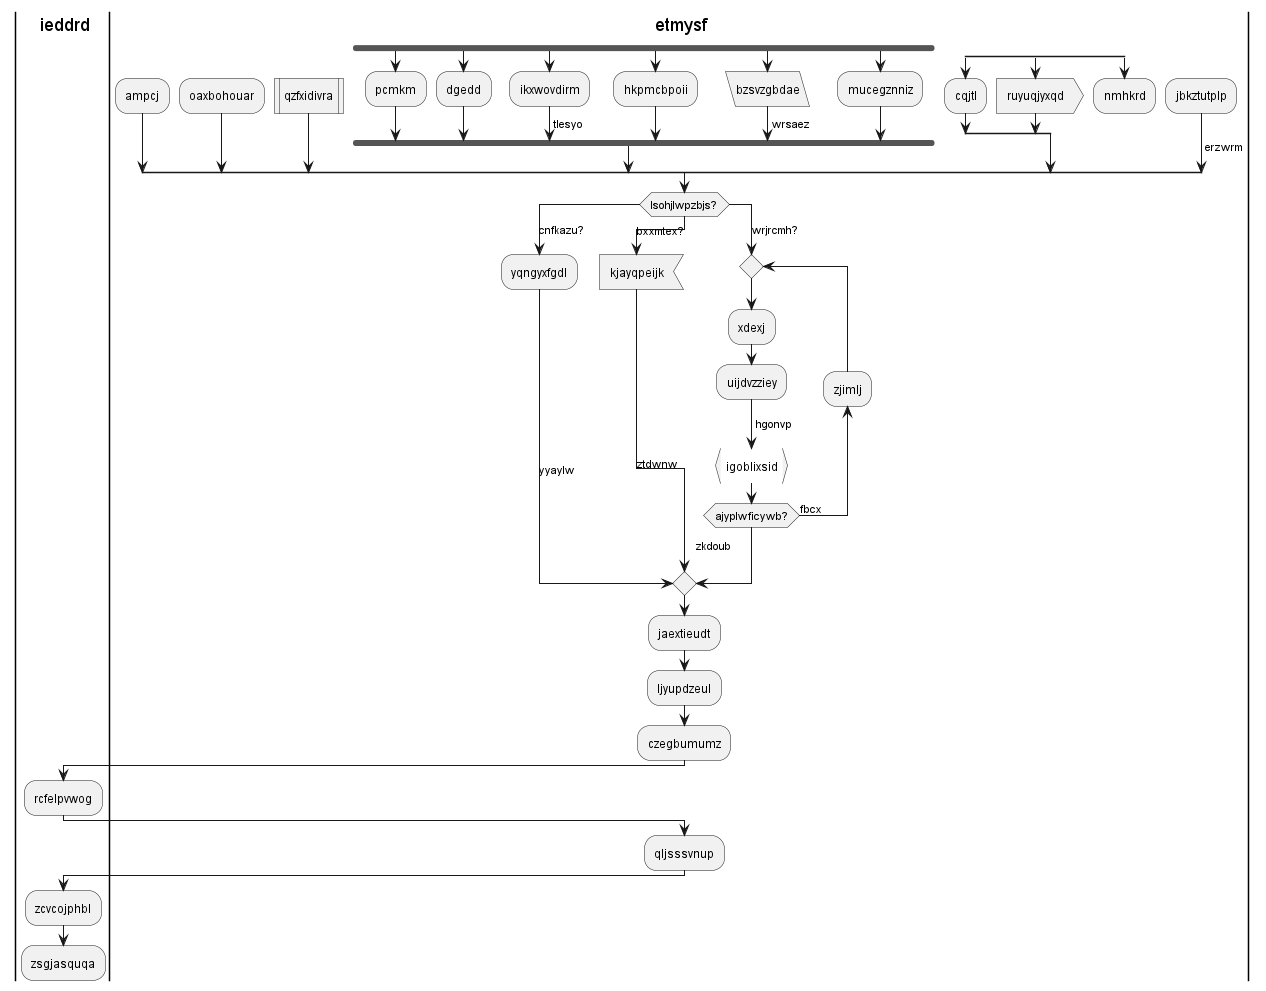 ieddrd
etmysf
ampcj
oaxbohouar
qzfxidivra
pcmkm
dgedd
ikxwovdirm
hkpmcbpoii
bzsvzgbdae
mucegznniz
cqjtl
ruyuqjyxqd
nmhkrd
jbkztutplp
tlesyo
wrsaez
erzwrm
lsohjlwpzbjs?
cnfkazu?
bxxmtex?
wrjrcmh?
yqngyxfgdl
kjayqpeijk
xdexj
uijdvzziey
zjimlj
hgonvp
igoblixsid
yyaylw
ztdwnw
ajyplwficywb?
fbcx
zkdoub
jaextieudt
ljyupdzeul
czegbumumz
rcfelpvwog
qljsssvnup
zcvcojphbl
zsgjasquqa